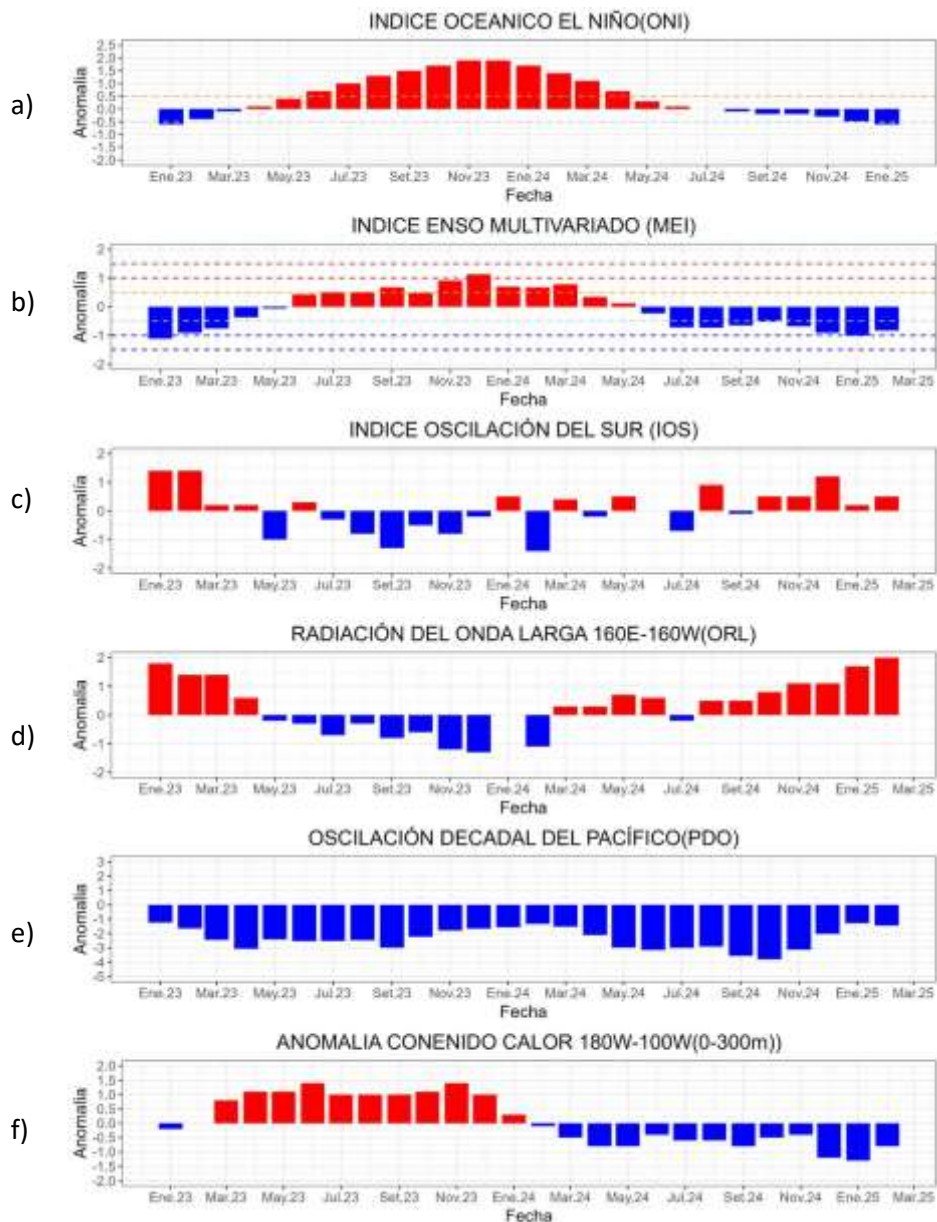 INDICE OCEANICO EL NIÑO(ONI)
a)
Anomalia
2.5
2.0
1.5
1.0
0.5
0.0
-0.5
-1.0
-1.5
-2.0
Ene.23 Mar.23 May.23 Jul.23 Set.23 Nov.23 Ene.24 Mar.24 May.24 Jul.24 Set.24 Nov.24 Ene.25
Fecha
INDICE ENSO MULTIVARIADO (MEI)
b)
Anomalía
2
1
0
-1
-2
Ene.23 Mar.23 May.23 Jul.23 Set.23 Nov.23 Ene.24 Mar.24 May.24 Jul.24 Set.24 Nov.24 Ene.25 Mar.25
Fecha
INDICE OSCILACIÓN DEL SUR (IOS)
c)
Anomalía
2
1
0
-1
-2
Ene.23 Mar.23 May.23 Jul.23 Set.23 Nov.23 Ene.24 Mar.24 May.24 Jul.24 Set.24 Nov.24 Ene.25 Mar.25
Fecha
RADIACIÓN DEL ONDA LARGA 160E-160W(ORL)
d)
Anomalia
2
1
0
-1
-2
Ene.23 Mar.23 May.23 Jul.23 Set.23 Nov.23 Ene.24 Mar.24 May.24 Jul.24 Set.24 Nov.24 Ene.25 Mar.25
Fecha
OSCILACIÓN DECADAL DEL PACÍFICO(PDO)
e)
Anomalia
3
2
1
0
-1
-2
-3
-4
-5
Ene.23 Mar.23 May.23 Jul.23 Set.23 Nov.23 Ene.24 Mar.24 May.24 Jul.24 Set.24 Nov.24 Ene.25 Mar.25
Fecha
ANOMALIA CONENIDO CALOR 180W-100W(0-300m))
f)
Anomalia
2.0
1.5
1.0
0.5
0.0
-0.5
-1.0
-1.5
-2.0
Ene.23 Mar.23 May.23 Jul.23 Set.23 Nov.23 Ene.24 Mar.24 May.24 Jul.24 Set.24 Nov.24 Ene.25 Mar.25
Fecha